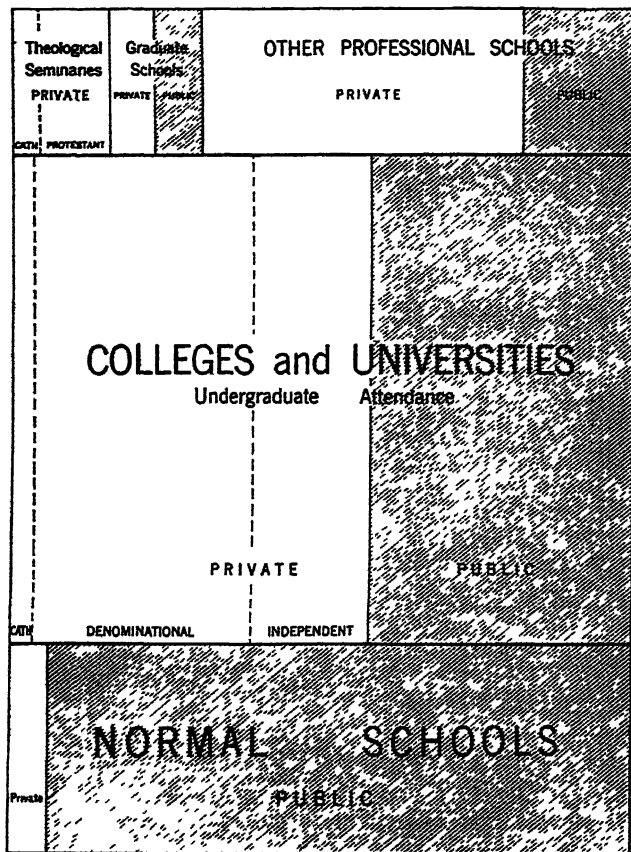 Theological
Seminaries
PRIVATE
CATH PROTESTANT
Graduate
Schools
PRIVATE PUBLIC
OTHER PROFESSIONAL SCHOOLS
PRIVATE PUBLIC
COLLEGES and UNIVERSITIES
Undergraduate Attendance
PRIVATE PUBLIC
CATH DENOMINATIONAL INDEPENDENT
NORMAL SCHOOLS
Private PUBLIC